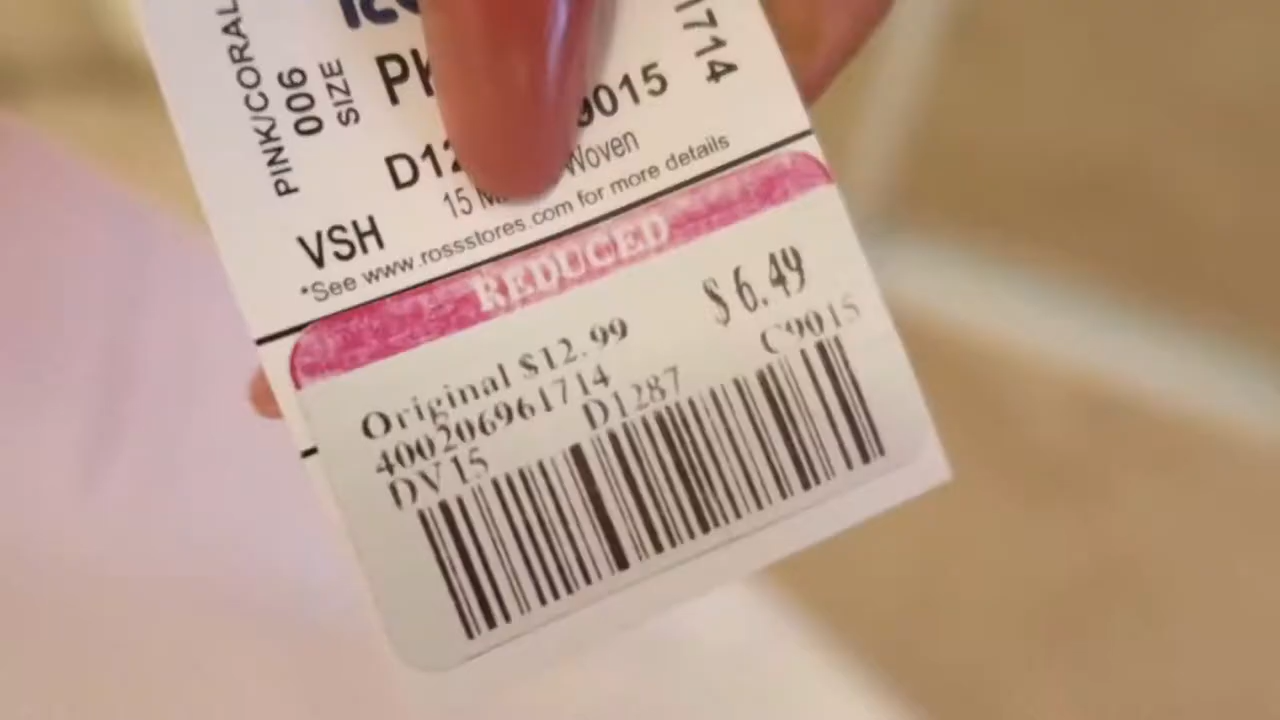 PINK/CORAL
006
SIZE
1714
9015
VSH
15 Woven
*See www.rossstores.com for more details
REDUCED
$6.49
Original $12.99
C9015
400206961714
D1287
DV15